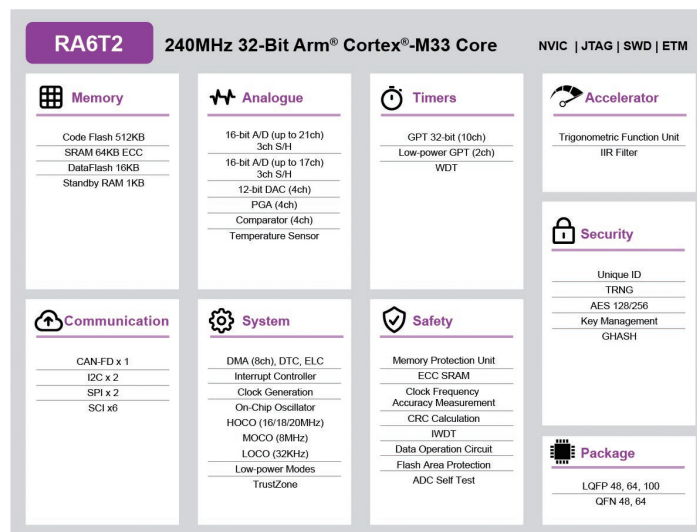 RA6T2
240MHz 32-Bit Arm® Cortex®-M33 Core
NVIC | JTAG | SWD | ETM
Memory
Code Flash 512KB
SRAM 64KB ECC
DataFlash 16KB
Standby RAM 1KB
Analogue
16-bit A/D (up to 21ch)
3ch S/H
16-bit A/D (up to 17ch)
3ch S/H
12-bit DAC (4ch)
PGA (4ch)
Comparator (4ch)
Temperature Sensor
Timers
GPT 32-bit (10ch)
Low-power GPT (2ch)
WDT
Accelerator
Trigonometric Function Unit
IIR Filter
Security
Unique ID
TRNG
AES 128/256
Key Management
GHASH
Communication
CAN-FD x 1
I2C x 2
SPI x 2
SCI x6
System
DMA (8ch), DTC, ELC
Interrupt Controller
Clock Generation
On-Chip Oscillator
HOCO (16/18/20MHz)
MOCO (8MHz)
LOCO (32KHz)
Low-power Modes
TrustZone
Safety
Memory Protection Unit
ECC SRAM
Clock Frequency
Accuracy Measurement
CRC Calculation
IWDT
Data Operation Circuit
Flash Area Protection
ADC Self Test
Package
LQFP 48, 64, 100
QFN 48, 64